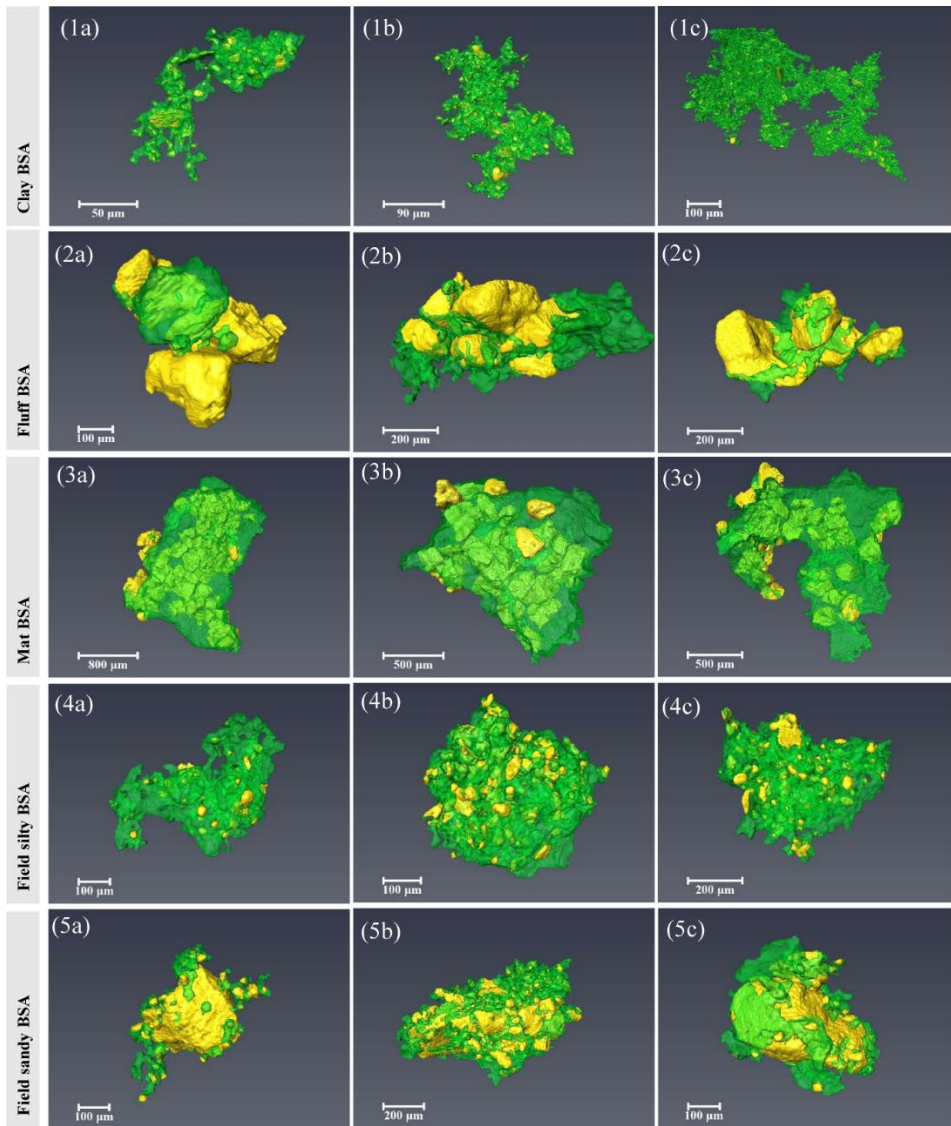 Clay BSA
(1a)
50 µm
(1b)
90 µm
(1c)
100 µm
Fluff BSA
(2a)
100 µm
(2b)
200 µm
(2c)
200 µm
Mat BSA
(3a)
800 µm
(3b)
500 µm
(3c)
500 µm
Field silty BSA
(4a)
100 µm
(4b)
100 µm
(4c)
200 µm
Field sandy BSA
(5a)
100 µm
(5b)
200 µm
(5c)
100 µm